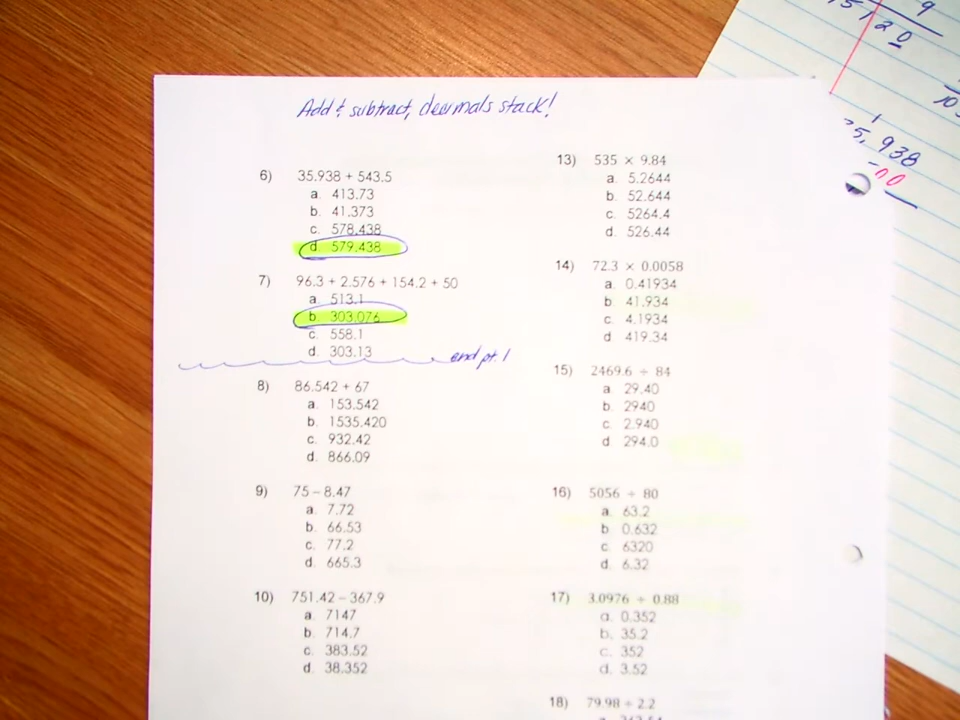 Add & subtract, decimals stack!
6) 35.938 + 543.5
a. 413.73
b. 41.373
c. 578.438
d. 579.438
7) 96.3 + 2.576 + 154.2 + 50
a. 513.1
b. 303.076
c. 558.1
d. 303.13
end pt. 1
8) 86.542 + 67
a. 153.542
b. 1535.420
c. 932.42
d. 866.09
9) 75 – 8.47
a. 7.72
b. 66.53
c. 77.2
d. 665.3
10) 751.42 – 367.9
a. 7147
b. 714.7
c. 383.52
d. 38.352
13) 535 × 9.84
a. 5.2644
b. 52.644
c. 5264.4
d. 526.44
14) 72.3 × 0.0058
a. 0.41934
b 41.934
c. 4.1934
d 419.34
15) 2469.6 ÷ 84
a 29.40
b. 2940
c. 2.940
d 294.0
16) 5056 ÷ 80
a. 63.2
b. 0.632
c. 6320
d. 6.32
17) 3.0976 ÷ 0.88
a. 0.352
b. 35.2
c. 352
d. 3.52
18) 79.98 ÷ 2.2
9
120
1
5,938
00